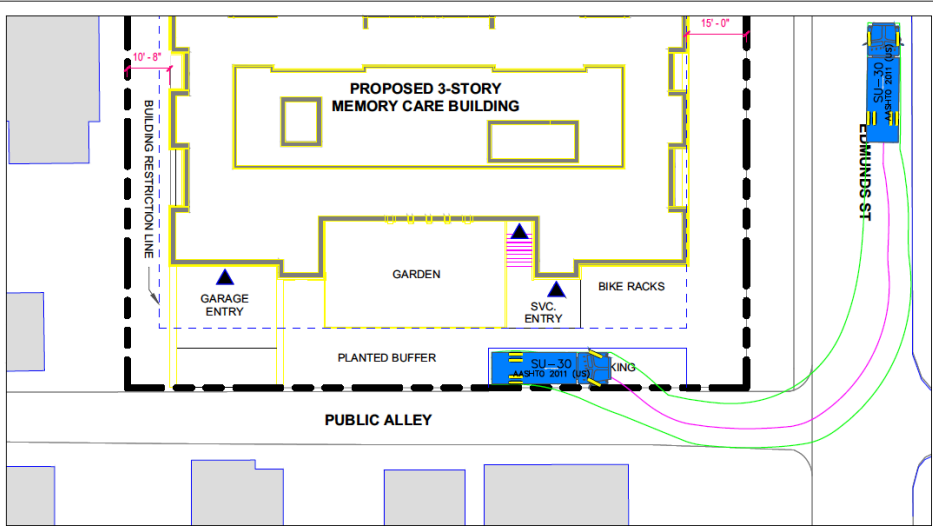 15' - 0"
10' - 8"
PROPOSED 3-STORY
MEMORY CARE BUILDING
BUILDING RESTRICTION LINE
SU-30
AASHTO 2011 (US)
EDMUNDS ST
GARDEN
GARAGE
ENTRY
SVC.
ENTRY
BIKE RACKS
PLANTED BUFFER
SU-30
AASHTO 2011 (US)
KING
PUBLIC ALLEY